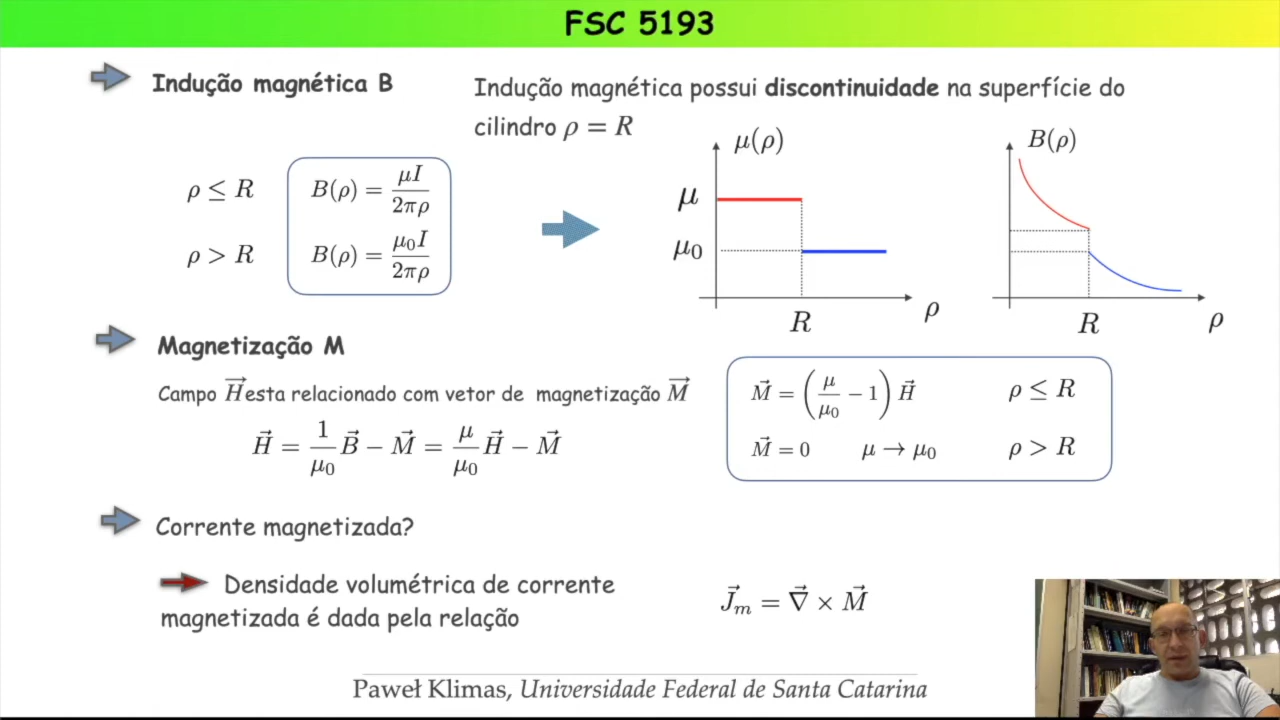 FSC 5193
Indução magnética B
Indução magnética possui discontinuidade na superfície do
cilindro ρ = R
ρ ≤ R B(ρ) = μI / 2πρ
ρ > R B(ρ) = μ₀I / 2πρ
μ(ρ)
μ
μ₀
R
ρ
B(ρ)
R
ρ
Magnetização M
Campo H⃗ esta relacionado com vetor de magnetização M⃗
H⃗ = 1/μ₀ B⃗ − M⃗ = μ/μ₀ H⃗ − M⃗
M⃗ = (μ/μ₀ − 1) H⃗ ρ ≤ R
M⃗ = 0 μ → μ₀ ρ > R
Corrente magnetizada?
Densidade volumétrica de corrente
magnetizada é dada pela relação
J⃗ₘ = ∇⃗ × M⃗
Paweł Klimas, Universidade Federal de Santa Catarina